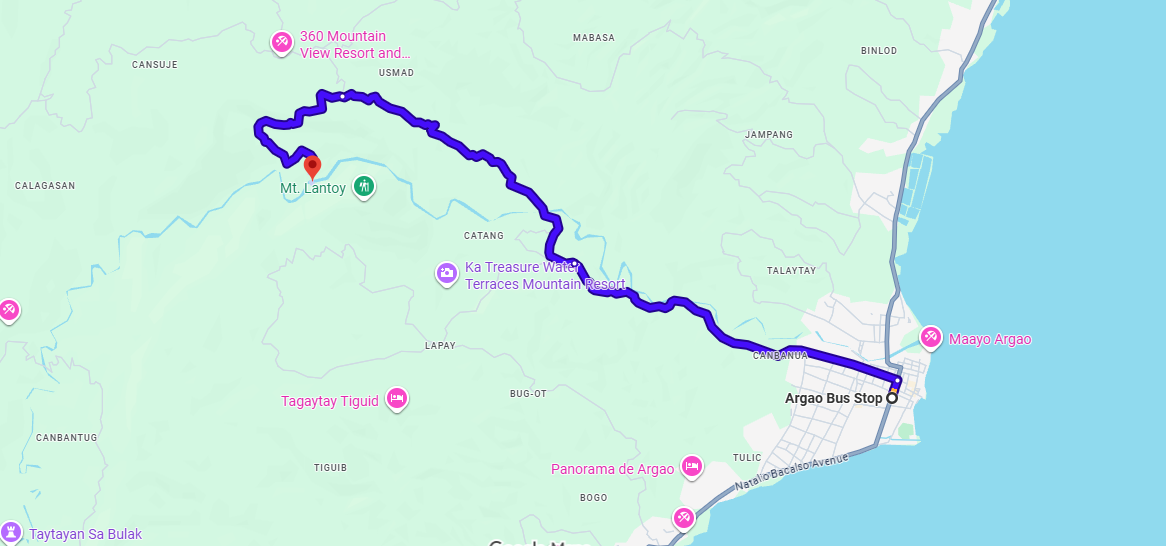 360 Mountain
View Resort and...
MABASA
BINLOD
CANSUJE
USMAD
JAMPANG
CALAGASAN
Mt. Lantoy
CATANG
Ka Treasure Water
Terraces Mountain Resort
TALAYTAY
Maayo Argao
LAPAY
CANBANUA
BUG-OT
Tagaytay Tiguid
Argao Bus Stop
CANBANTUG
TIGUIB
TULIC
Panorama de Argao
Natalio Bacalso Avenue
BOGO
Taytayan Sa Bulak